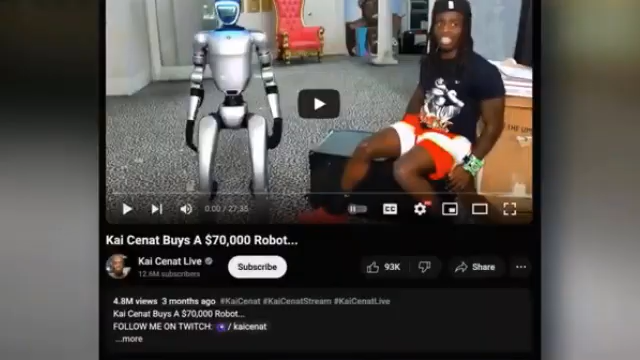 0:00 / 27:35
CC
Kai Cenat Buys A $70,000 Robot...
Kai Cenat Live
12.6M subscribers
Subscribe
93K
Share
4.8M views 3 months ago #KaiCenat #KaiCenatStream #KaiCenatLive
Kai Cenat Buys A $70,000 Robot...
FOLLOW ME ON TWITCH: / kaicenat
...more